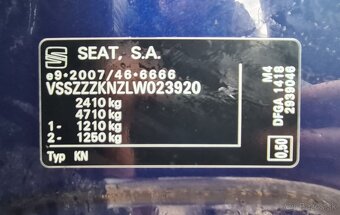 SEAT, S.A.
e9*2007/46*6666
VSSZZZKNZLW023920
2410 kg
4710 kg
1- 1210 kg
2- 1250 kg
Typ KN
M4
2939046
DFGA 1418
0,50